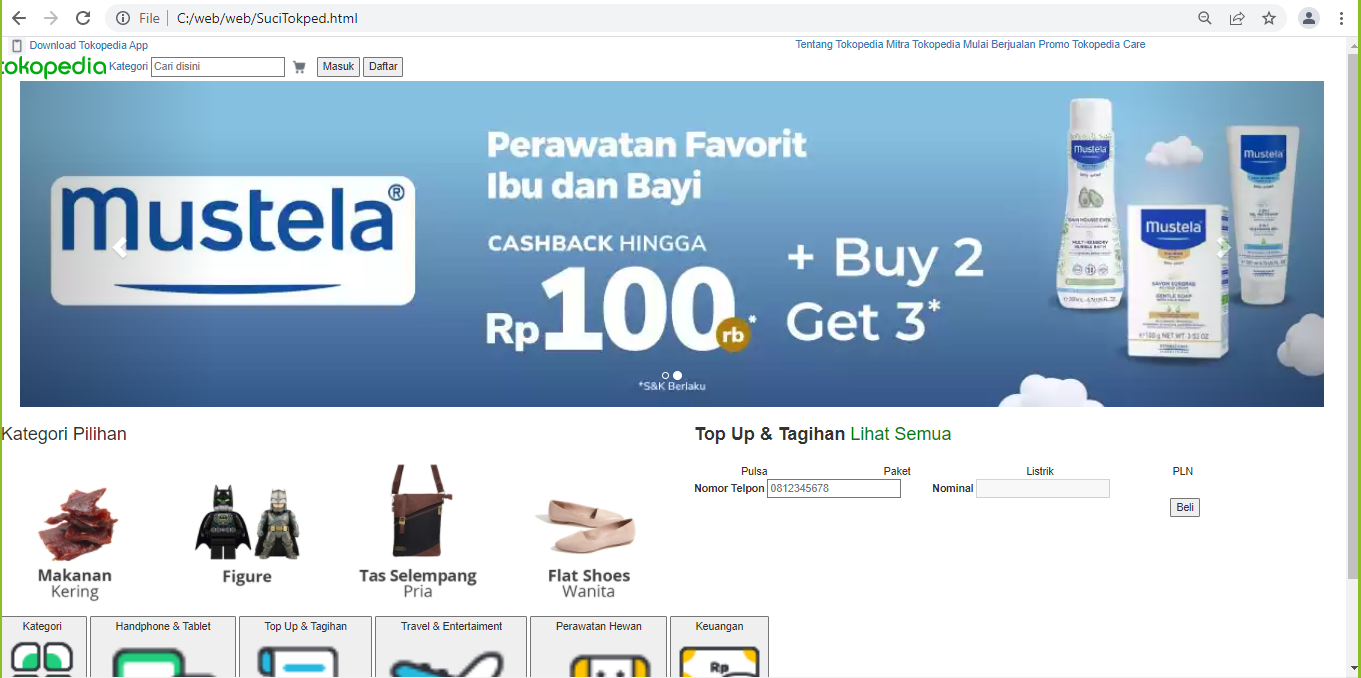 File C:/web/web/SuciTokped.html
Download Tokopedia App Tentang Tokopedia Mitra Tokopedia Mulai Berjualan Promo Tokopedia Care
tokopedia Kategori Cari disini Masuk Daftar
mustela®
Perawatan Favorit
Ibu dan Bayi
CASHBACK HINGGA
Rp100rb*
+ Buy 2
Get 3*
*S&K Berlaku
mustela
mustela
mustela
Kategori Pilihan
Makanan
Kering
Figure
Tas Selempang
Pria
Flat Shoes
Wanita
Top Up & Tagihan Lihat Semua
Pulsa Paket Listrik PLN
Nomor Telpon 0812345678 Nominal
Beli
Kategori Handphone & Tablet Top Up & Tagihan Travel & Entertaiment Perawatan Hewan Keuangan
Rp